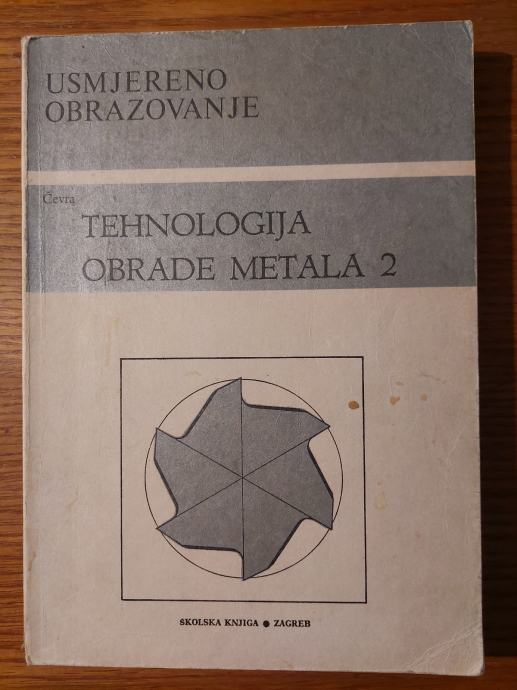 USMJERENO
OBRAZOVANJE
Čevra
TEHNOLOGIJA
OBRADE METALA 2
ŠKOLSKA KNJIGA ● ZAGREB